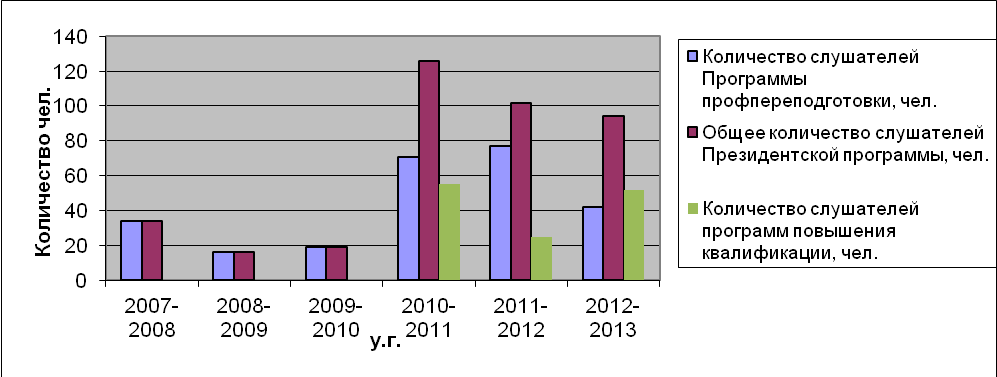 Количество чел.
140
120
100
80
60
40
20
0
2007-
2008
2008-
2009
2009-
2010
2010-
2011
2011-
2012
2012-
2013
у.г.
Количество слушателей
Программы
профпереподготовки, чел.
Общее количество слушателей
Президентской программы, чел.
Количество слушателей
программ повышения
квалификации, чел.